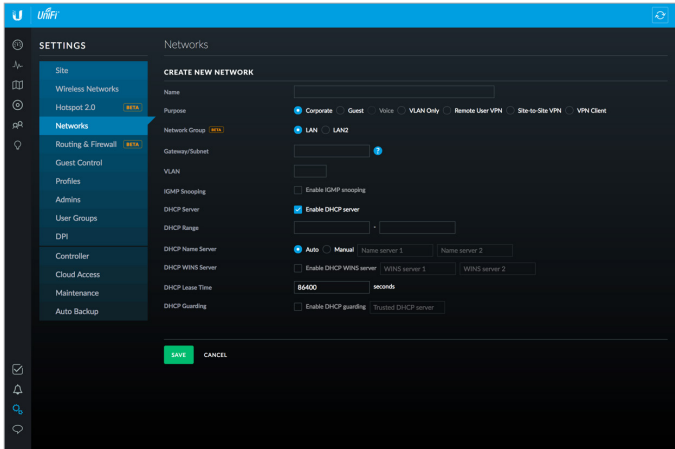 UniFi
SETTINGS
Site
Wireless Networks
Hotspot 2.0 BETA
Networks
Routing & Firewall BETA
Guest Control
Profiles
Admins
User Groups
DPI
Controller
Cloud Access
Maintenance
Auto Backup
Networks
CREATE NEW NETWORK
Name
Purpose Corporate Guest Voice VLAN Only Remote User VPN Site-to-Site VPN VPN Client
Network Group BETA LAN LAN2
Gateway/Subnet ?
VLAN
IGMP Snooping Enable IGMP snooping
DHCP Server Enable DHCP server
DHCP Range -
DHCP Name Server Auto Manual Name server 1 Name server 2
DHCP WINS Server Enable DHCP WINS server WINS server 1 WINS server 2
DHCP Lease Time 86400 seconds
DHCP Guarding Enable DHCP guarding Trusted DHCP server
SAVE CANCEL